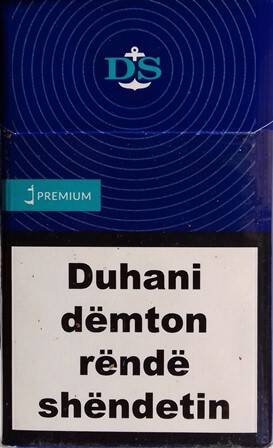 DS
PREMIUM
Duhani
dëmton
rëndë
shëndetin